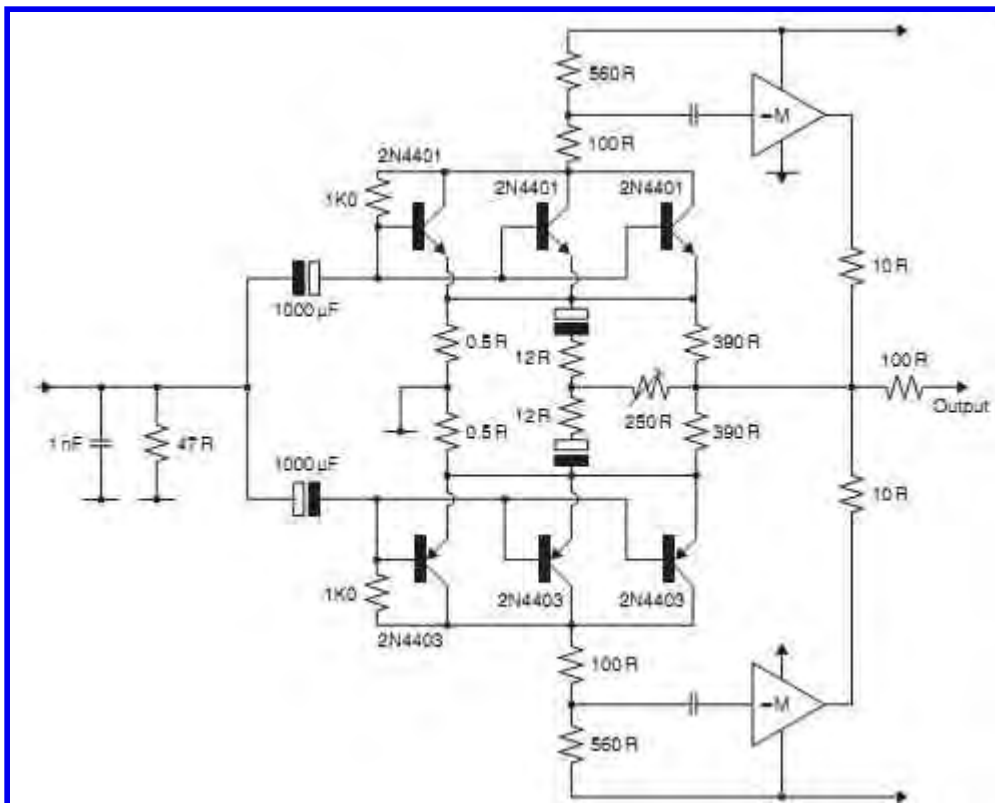 560R
–M
100R
2N4401
2N4401
2N4401
1K0
10R
1000µF
0.5R
12R
390R
100R
Output
250R
1nF
47R
0.5R
12R
390R
1000µF
10R
1K0
2N4403
2N4403
2N4403
100R
–M
560R